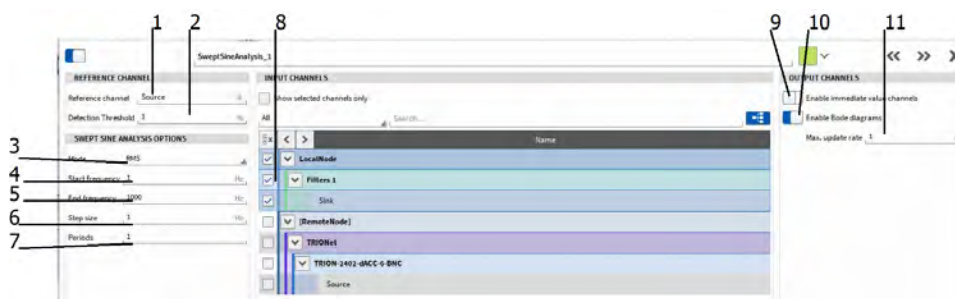 1 2 8 9 10 11
SweptSineAnalysis_1
REFERENCE CHANNEL
Reference channel Source
Detection Threshold 1 %
SWEPT SINE ANALYSIS OPTIONS
3
Mode RMS
4
Start frequency 1 Hz
5
End frequency 1000 Hz
6
Step size 1 Hz
7
Periods 1
INPUT CHANNELS
Show selected channels only
All Search...
Name
LocalNode
Filters 1
Sink
[RemoteNode]
TRIONet
TRION-2402-dACC-6-BNC
Source
OUTPUT CHANNELS
Enable immediate value channels
Enable Bode diagrams
Max. update rate 1